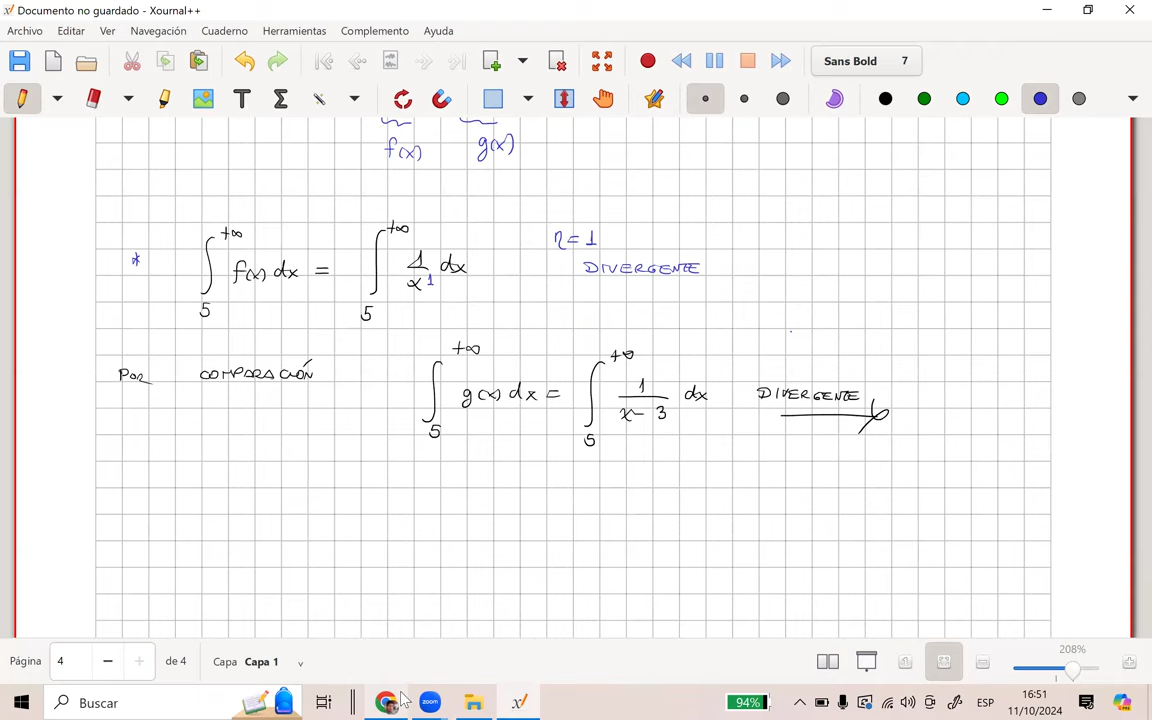 Documento no guardado - Xournal++
Archivo Editar Ver Navegación Cuaderno Herramientas Complemento Ayuda
Sans Bold 7
f(x) g(x)
* ∫₅^{+∞} f(x) dx = ∫₅^{+∞} 1/x¹ dx η = 1
DIVERGENTE
POR COMPARACIÓN ∫₅^{+∞} g(x) dx = ∫₅^{+∞} 1/(x-3) dx DIVERGENTE
Página 4 de 4 Capa Capa 1 208%
Buscar zoom 94% ESP 16:51
11/10/2024